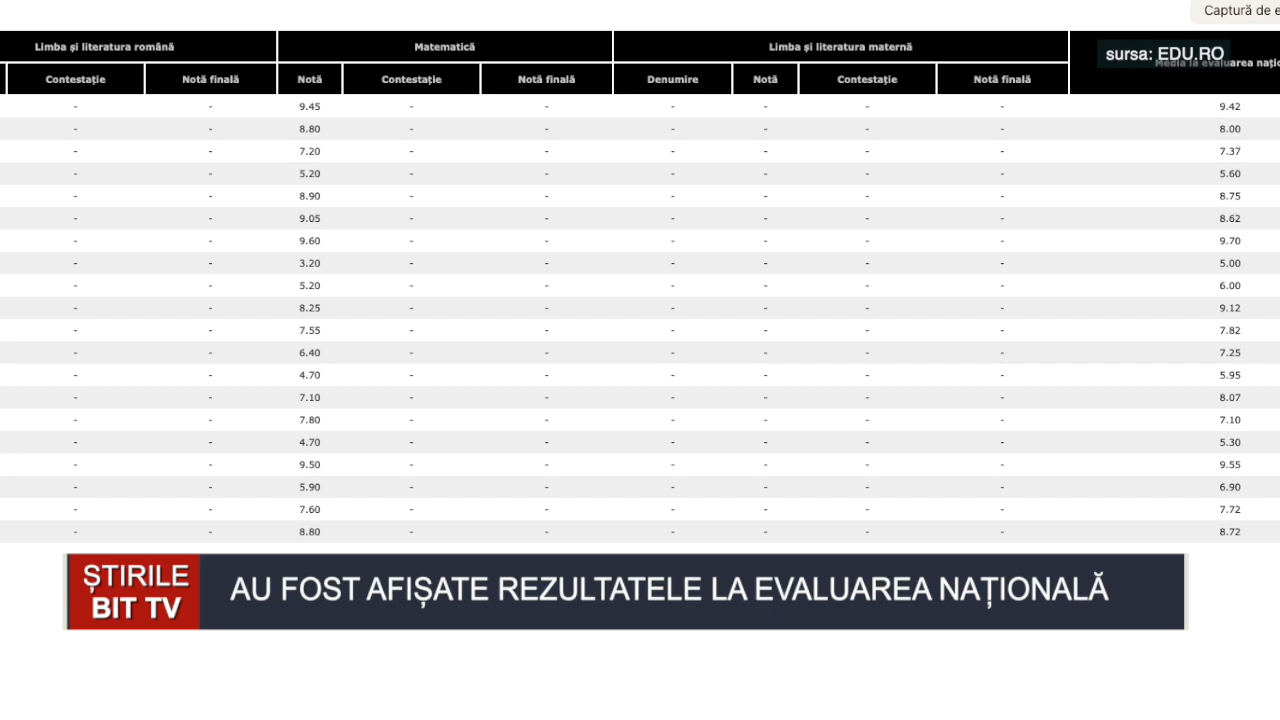 Captură de e
Limba și literatura română Matematică Limba și literatura maternă
sursa: EDU.RO
Media la evaluarea națio
Contestație Notă finală Notă Contestație Notă finală Denumire Notă Contestație Notă finală
- - 9.45 - - - - - - 9.42
- - 8.80 - - - - - - 8.00
- - 7.20 - - - - - - 7.37
- - 5.20 - - - - - - 5.60
- - 8.90 - - - - - - 8.75
- - 9.05 - - - - - - 8.62
- - 9.60 - - - - - - 9.70
- - 3.20 - - - - - - 5.00
- - 5.20 - - - - - - 6.00
- - 8.25 - - - - - - 9.12
- - 7.55 - - - - - - 7.82
- - 6.40 - - - - - - 7.25
- - 4.70 - - - - - - 5.95
- - 7.10 - - - - - - 8.07
- - 7.80 - - - - - - 7.10
- - 4.70 - - - - - - 5.30
- - 9.50 - - - - - - 9.55
- - 5.90 - - - - - - 6.90
- - 7.60 - - - - - - 7.72
- - 8.80 - - - - - - 8.72
ȘTIRILE
BIT TV
AU FOST AFIȘATE REZULTATELE LA EVALUAREA NAȚIONALĂ